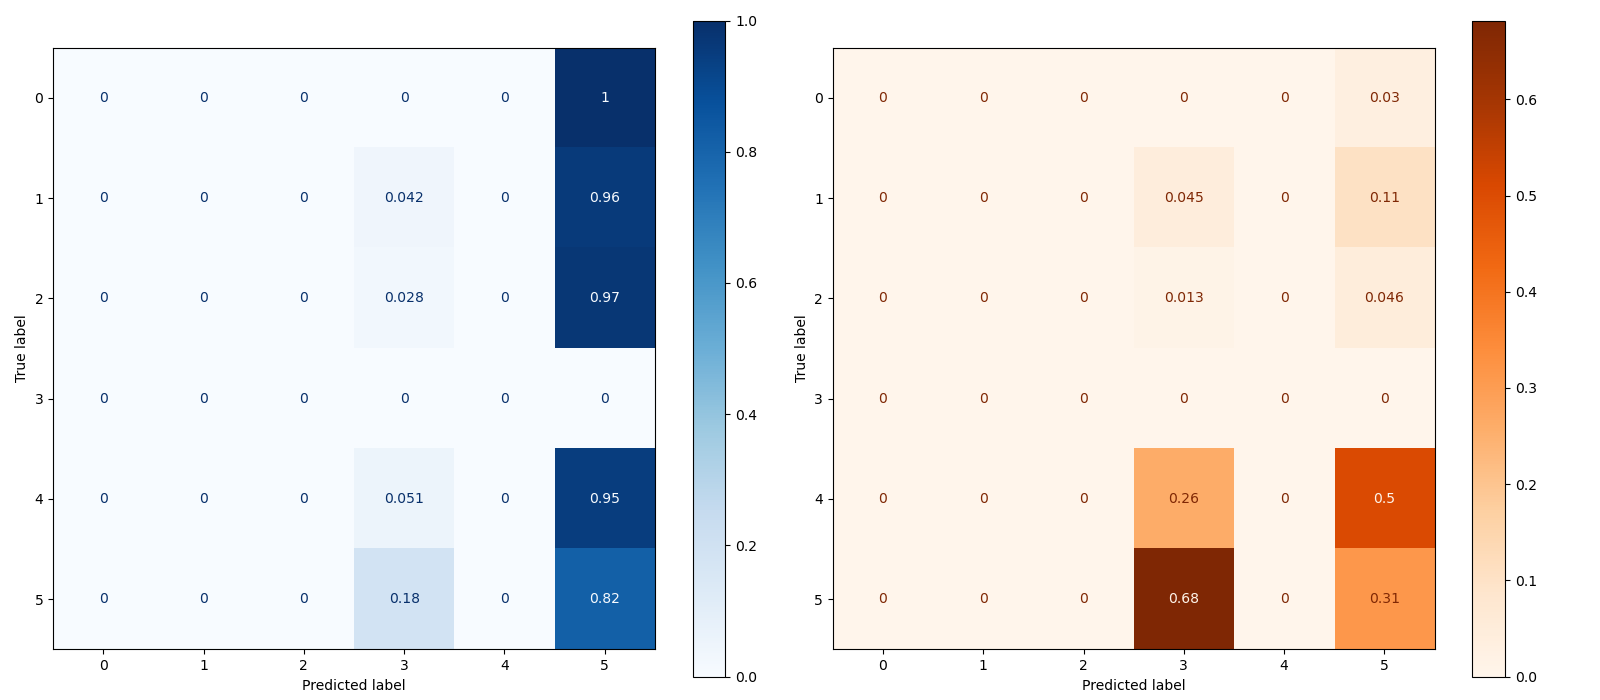 0 0 0 0 0 0 1
1 0 0 0 0.042 0 0.96
2 0 0 0 0.028 0 0.97
3 0 0 0 0 0 0
4 0 0 0 0.051 0 0.95
5 0 0 0 0.18 0 0.82
0 1 2 3 4 5
Predicted label
True label
1.0
0.8
0.6
0.4
0.2
0.0
0 0 0 0 0 0 0.03
1 0 0 0 0.045 0 0.11
2 0 0 0 0.013 0 0.046
3 0 0 0 0 0 0
4 0 0 0 0.26 0 0.5
5 0 0 0 0.68 0 0.31
0 1 2 3 4 5
Predicted label
True label
0.6
0.5
0.4
0.3
0.2
0.1
0.0